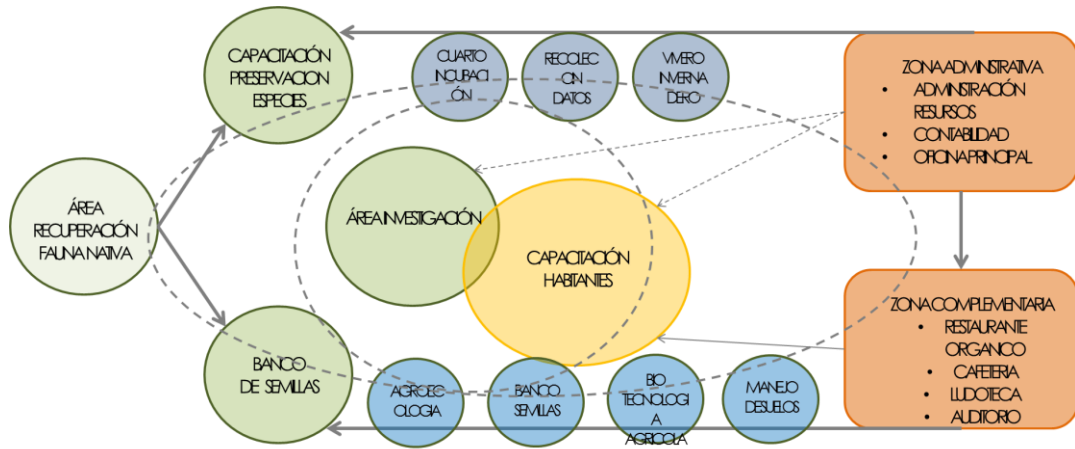 CAPACITACIÓN
PRESERVACION
ESPECIES
CUARTO
INCUBACI
ÓN
RECOLEC
CION
DATOS
VIVERO
INVERNA
DERO
ZONA ADMINISTRATIVA
• ADMINISTRACIÓN
RESURSOS
• CONTABILIDAD
• OFICINA PRINCIPAL
ÁREA
RECUPERACIÓN
FAUNA NATIVA
ÁREA INVESTIGACIÓN
CAPACITACIÓN
HABITANTES
ZONA COMPLEMENTARIA
• RESTAURANTE
ORGANICO
• CAFETERIA
• LUDOTECA
• AUDITORIO
BANCO
DE SEMILLAS
AGROEC
OLOGIA
BANCO
SEMILLAS
BIO
TECNOLOGI
A
AGRICOLA
MANEJO
DE SUELOS